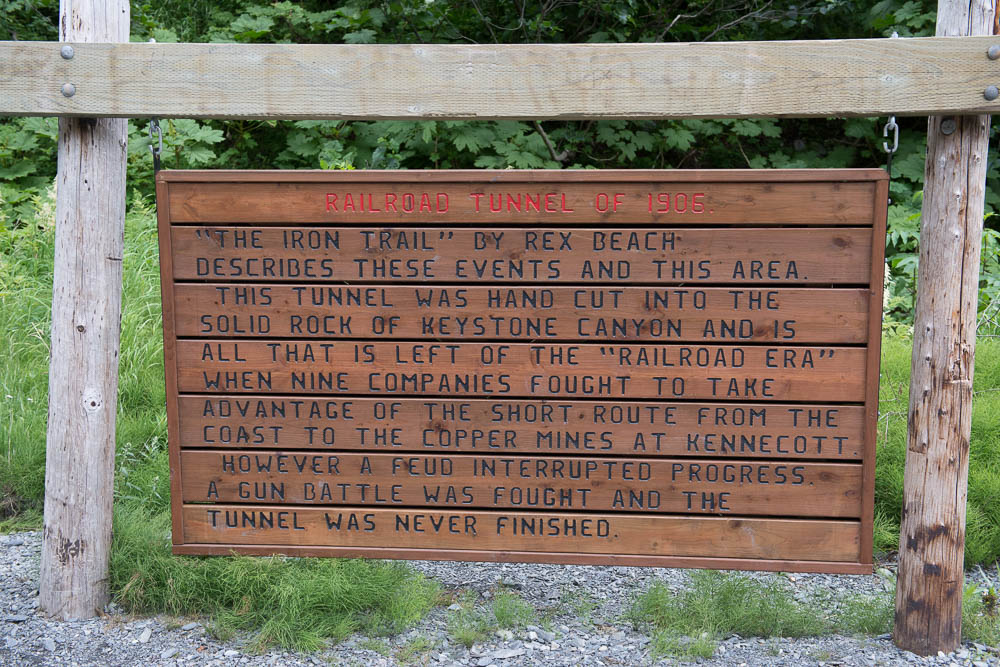 RAILROAD TUNNEL OF 1906.
"THE IRON TRAIL" BY REX BEACH
DESCRIBES THESE EVENTS AND THIS AREA.
THIS TUNNEL WAS HAND CUT INTO THE
SOLID ROCK OF KEYSTONE CANYON AND IS
ALL THAT IS LEFT OF THE "RAILROAD ERA"
WHEN NINE COMPANIES FOUGHT TO TAKE
ADVANTAGE OF THE SHORT ROUTE FROM THE
COAST TO THE COPPER MINES AT KENNECOTT
HOWEVER A FEUD INTERRUPTED PROGRESS.
A GUN BATTLE WAS FOUGHT AND THE
TUNNEL WAS NEVER FINISHED.